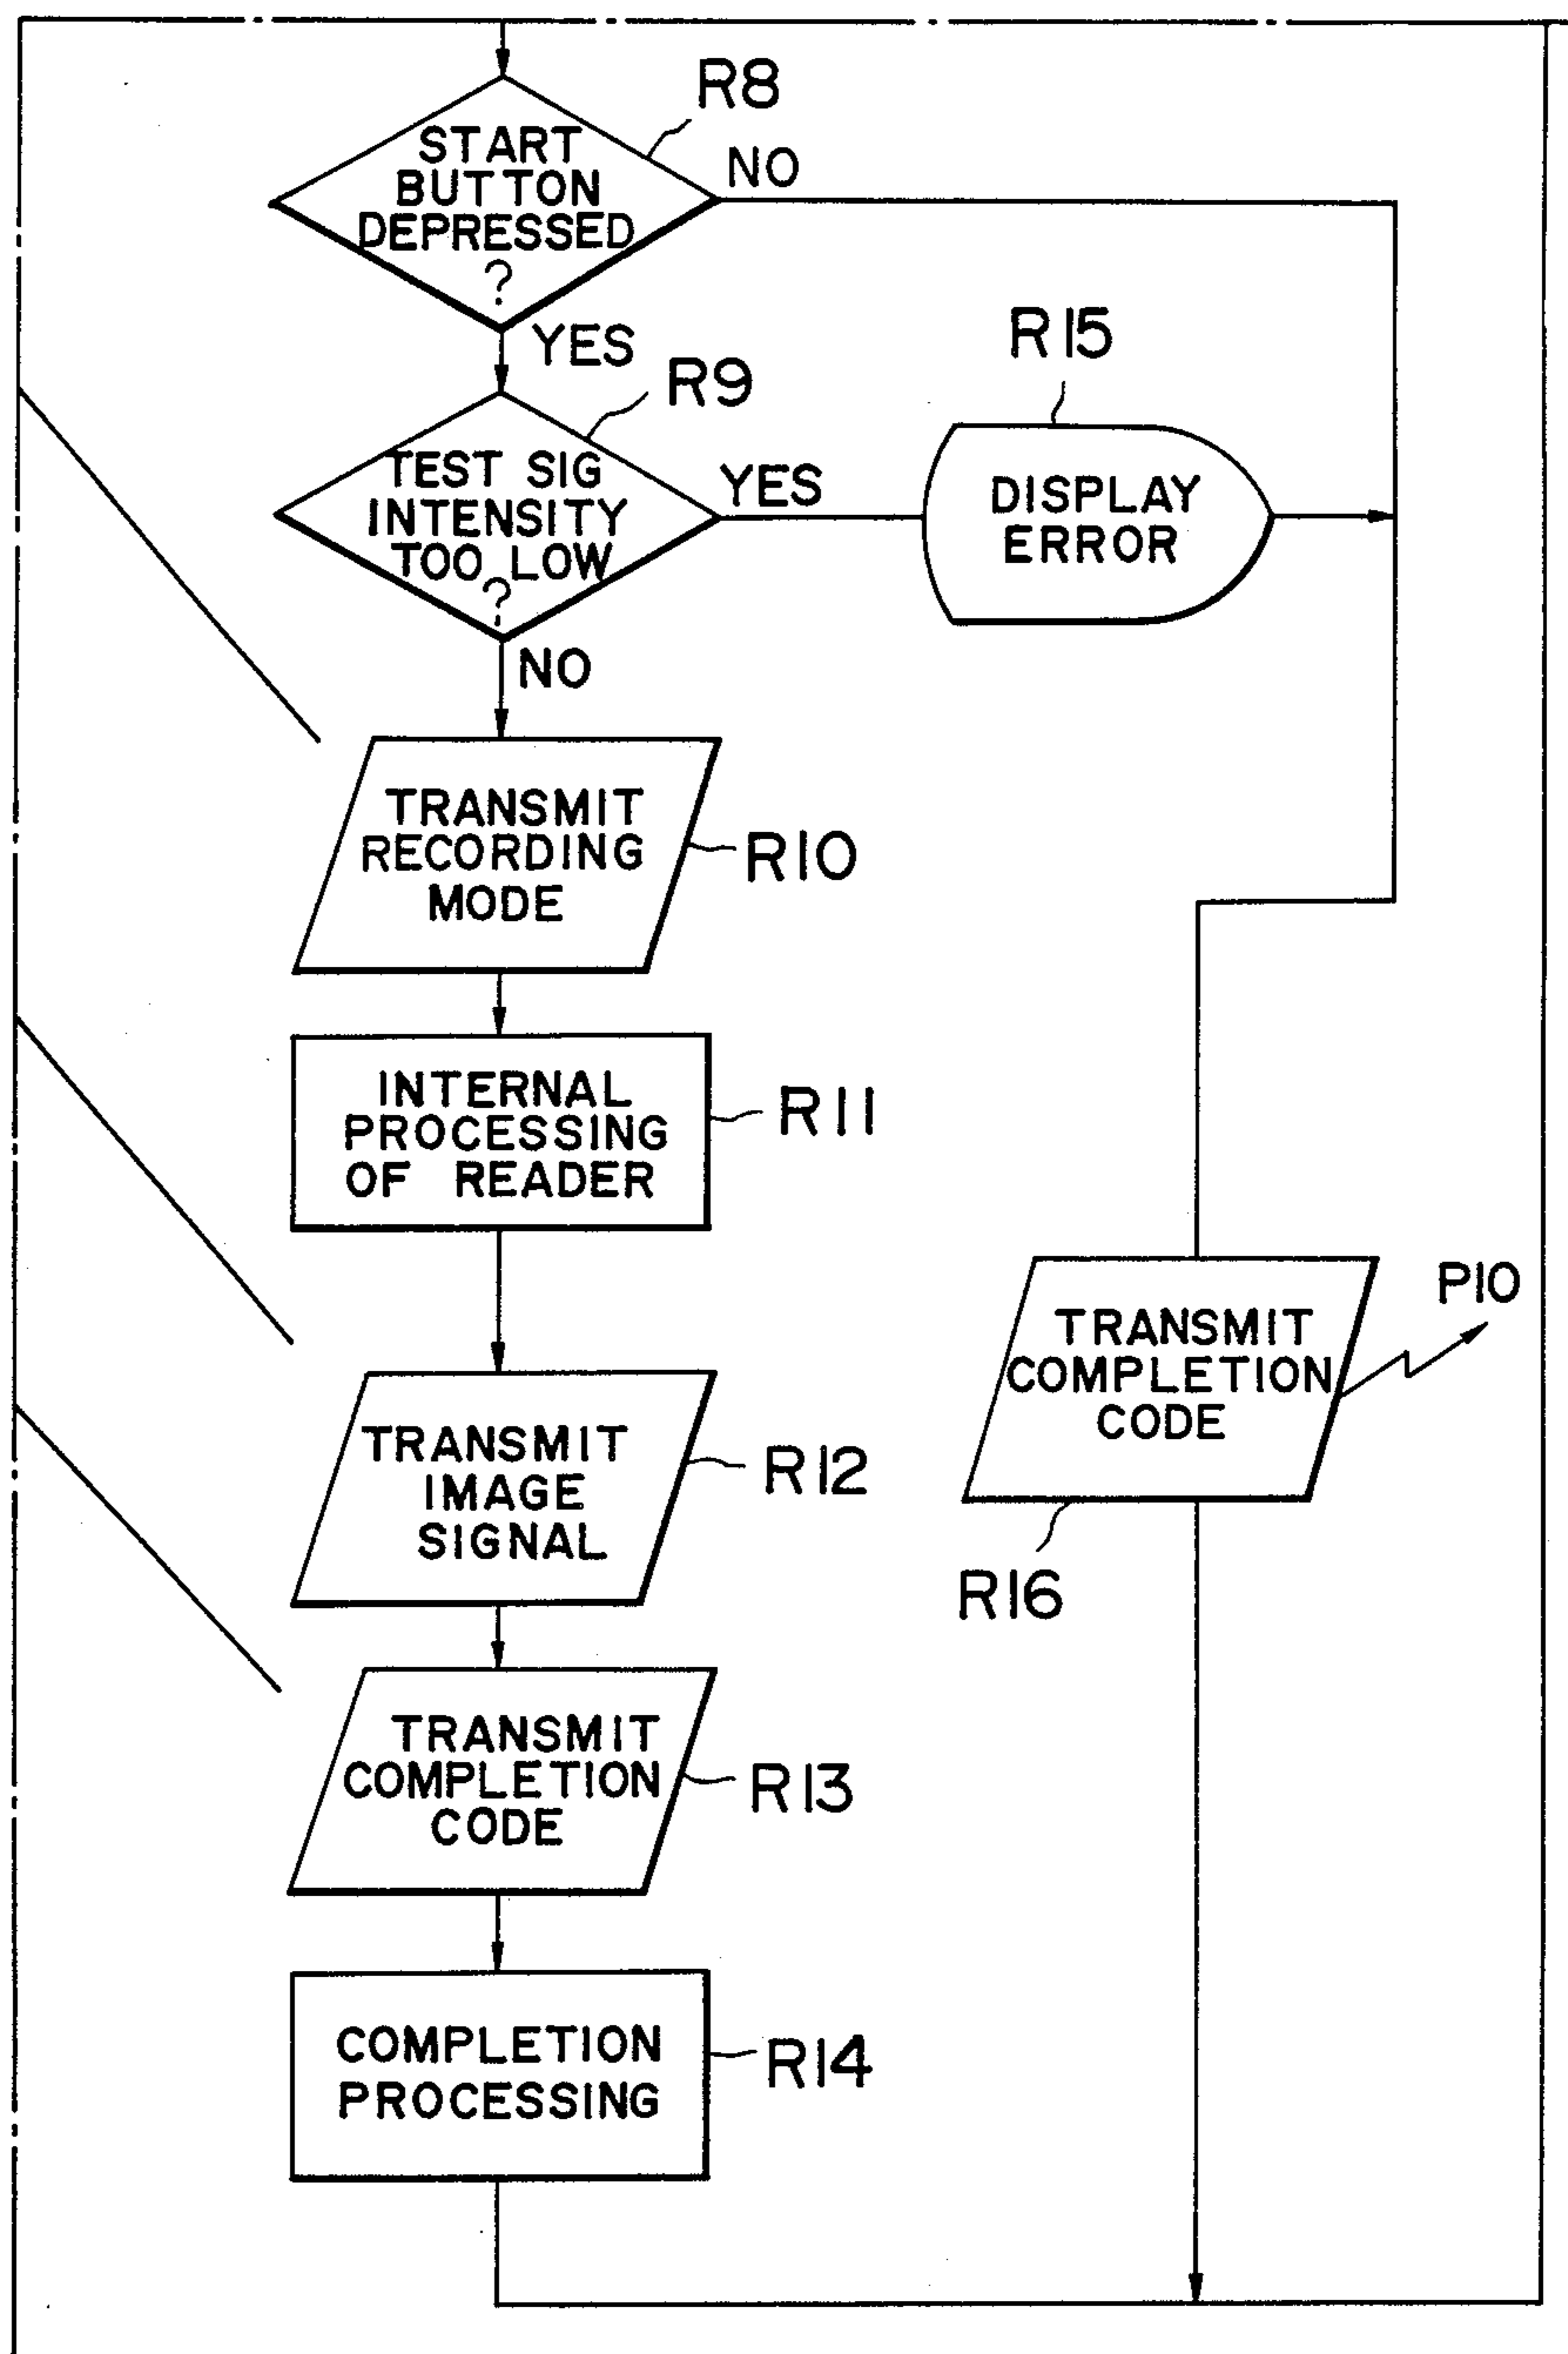 R8
START
BUTTON
DEPRESSED
?
NO
YES
R9
TEST SIG
INTENSITY
TOO LOW
?
YES
NO
R15
DISPLAY
ERROR
TRANSMIT
RECORDING
MODE
R10
INTERNAL
PROCESSING
OF READER
R11
TRANSMIT
IMAGE
SIGNAL
R12
TRANSMIT
COMPLETION
CODE
P10
R16
TRANSMIT
COMPLETION
CODE
R13
COMPLETION
PROCESSING
R14